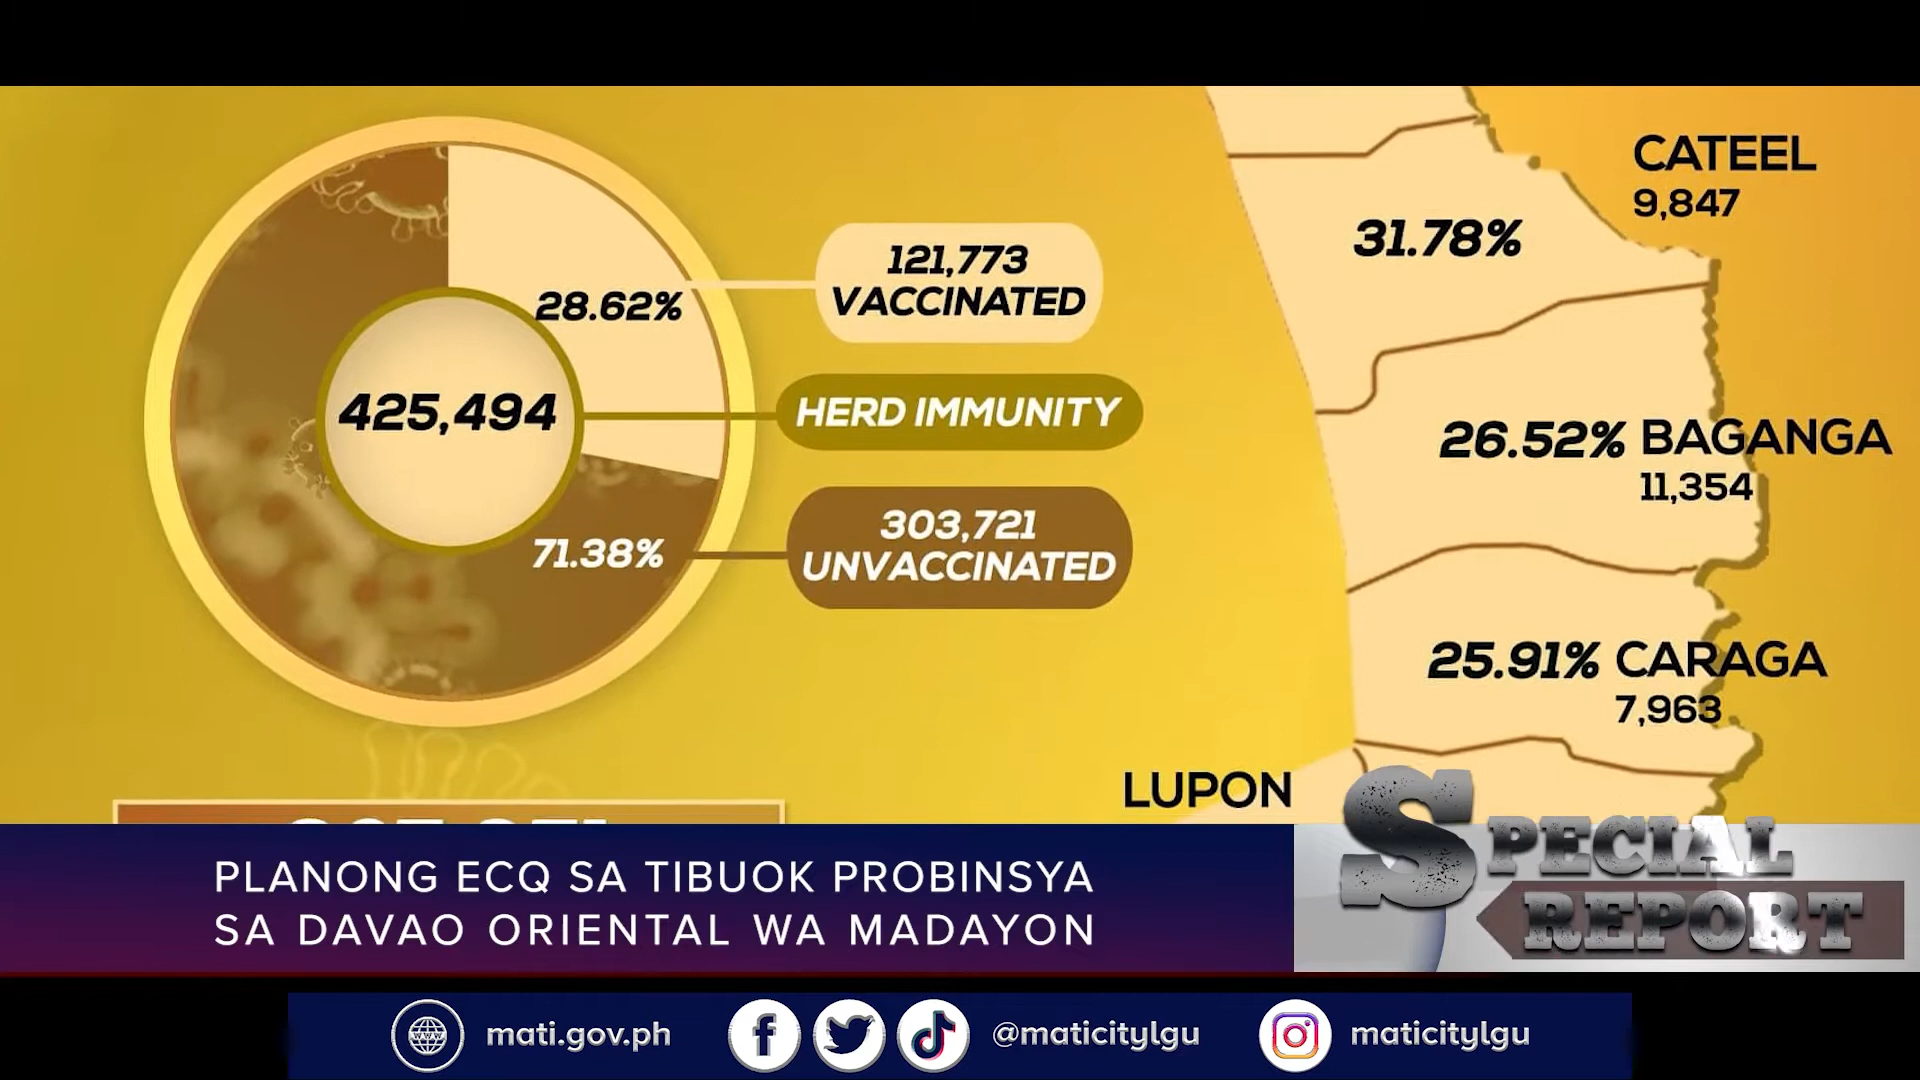 28.62%
121,773
VACCINATED
425,494
HERD IMMUNITY
71.38%
303,721
UNVACCINATED
CATEEL
9,847
31.78%
26.52% BAGANGA
11,354
25.91% CARAGA
7,963
LUPON
PLANONG ECQ SA TIBUOK PROBINSYA
SA DAVAO ORIENTAL WA MADAYON
SPECIAL
REPORT
mati.gov.ph
@maticitylgu
maticitylgu